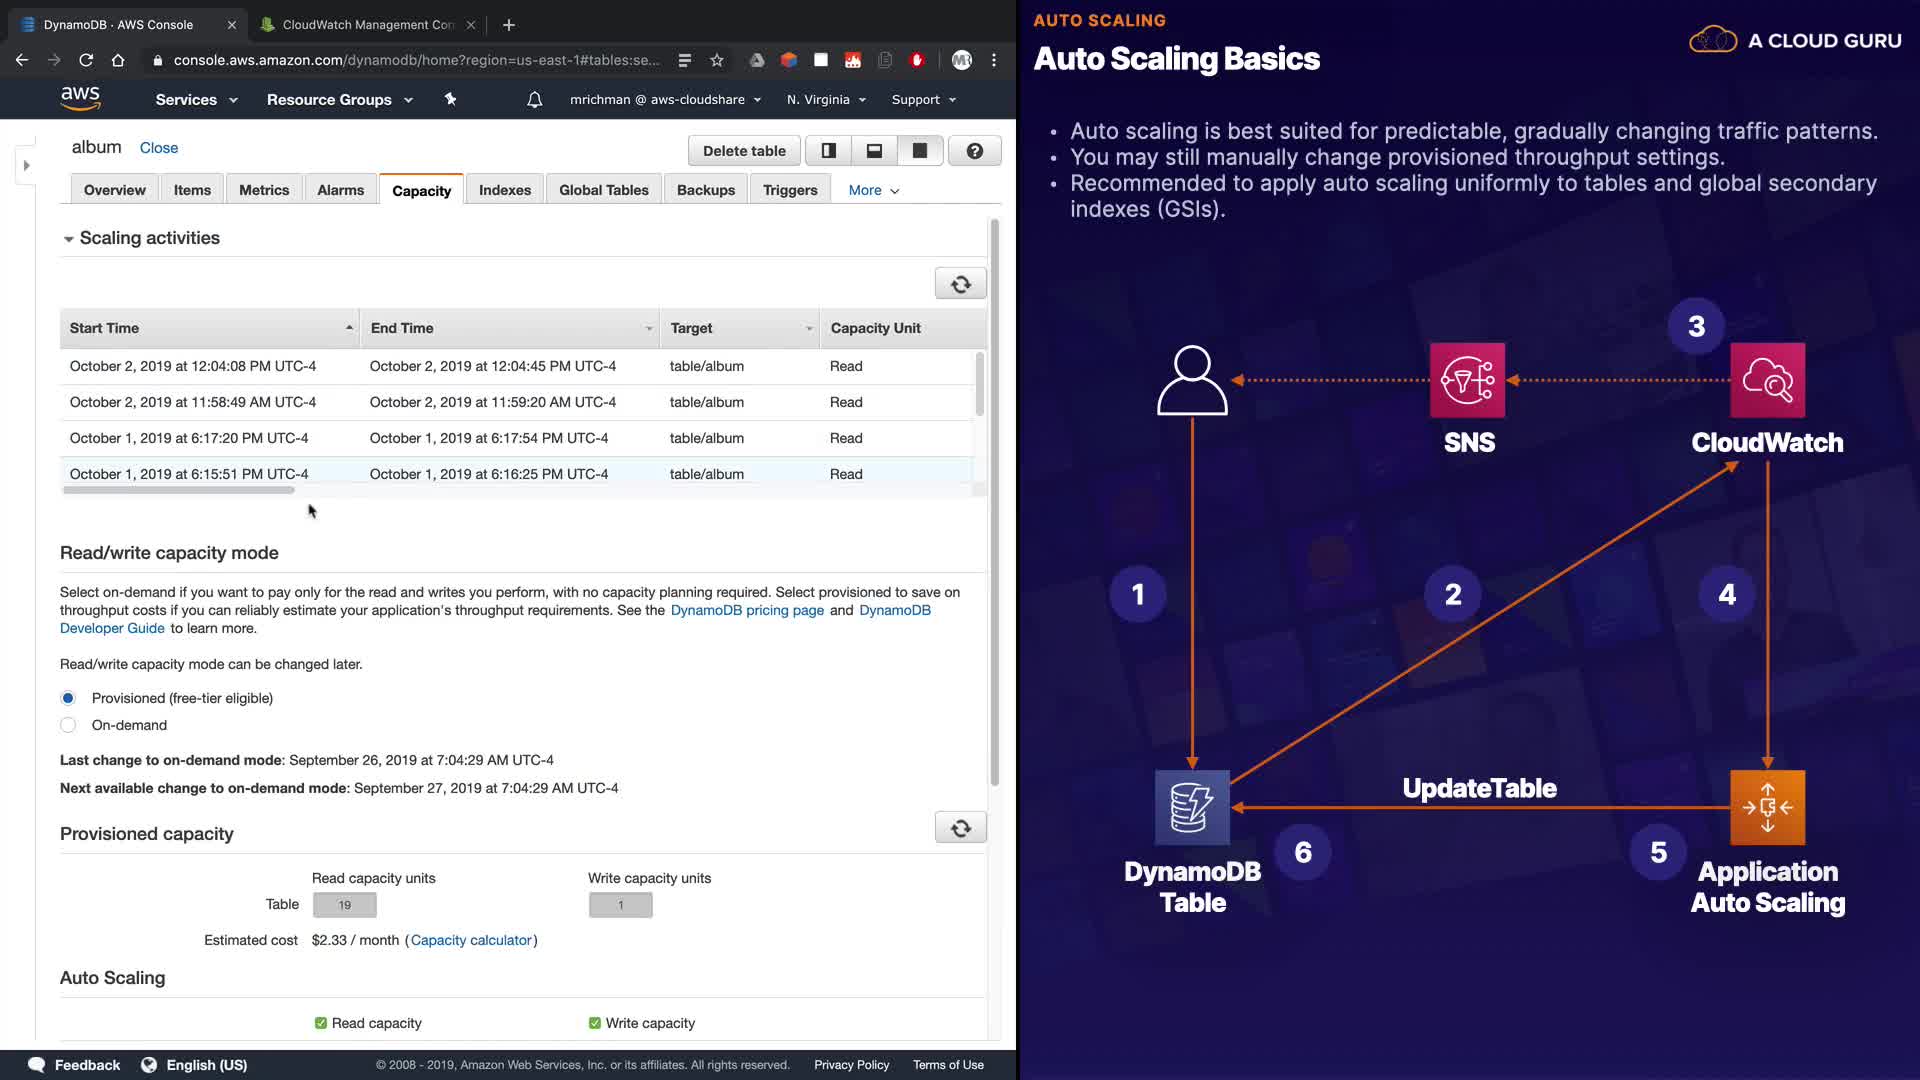 DynamoDB · AWS Console
CloudWatch Management Con
console.aws.amazon.com/dynamodb/home?region=us-east-1#tables:se...
aws
Services
Resource Groups
mrichman @ aws-cloudshare
N. Virginia
Support
album
Close
Delete table
Overview
Items
Metrics
Alarms
Capacity
Indexes
Global Tables
Backups
Triggers
More
Scaling activities
Start Time End Time Target Capacity Unit
October 2, 2019 at 12:04:08 PM UTC-4 October 2, 2019 at 12:04:45 PM UTC-4 table/album Read
October 2, 2019 at 11:58:49 AM UTC-4 October 2, 2019 at 11:59:20 AM UTC-4 table/album Read
October 1, 2019 at 6:17:20 PM UTC-4 October 1, 2019 at 6:17:54 PM UTC-4 table/album Read
October 1, 2019 at 6:15:51 PM UTC-4 October 1, 2019 at 6:16:25 PM UTC-4 table/album Read
Read/write capacity mode
Select on-demand if you want to pay only for the read and writes you perform, with no capacity planning required. Select provisioned to save on
throughput costs if you can reliably estimate your application's throughput requirements. See the DynamoDB pricing page and DynamoDB
Developer Guide to learn more.
Read/write capacity mode can be changed later.
Provisioned (free-tier eligible)
On-demand
Last change to on-demand mode: September 26, 2019 at 7:04:29 AM UTC-4
Next available change to on-demand mode: September 27, 2019 at 7:04:29 AM UTC-4
Provisioned capacity
Read capacity units Write capacity units
Table 19 1
Estimated cost $2.33 / month (Capacity calculator)
Auto Scaling
Read capacity Write capacity
Feedback
English (US)
© 2008 - 2019, Amazon Web Services, Inc. or its affiliates. All rights reserved.
Privacy Policy
Terms of Use
AUTO SCALING
Auto Scaling Basics
A CLOUD GURU
• Auto scaling is best suited for predictable, gradually changing traffic patterns.
• You may still manually change provisioned throughput settings.
• Recommended to apply auto scaling uniformly to tables and global secondary
indexes (GSIs).
3
SNS
CloudWatch
1
2
4
UpdateTable
6
5
DynamoDB
Table
Application
Auto Scaling